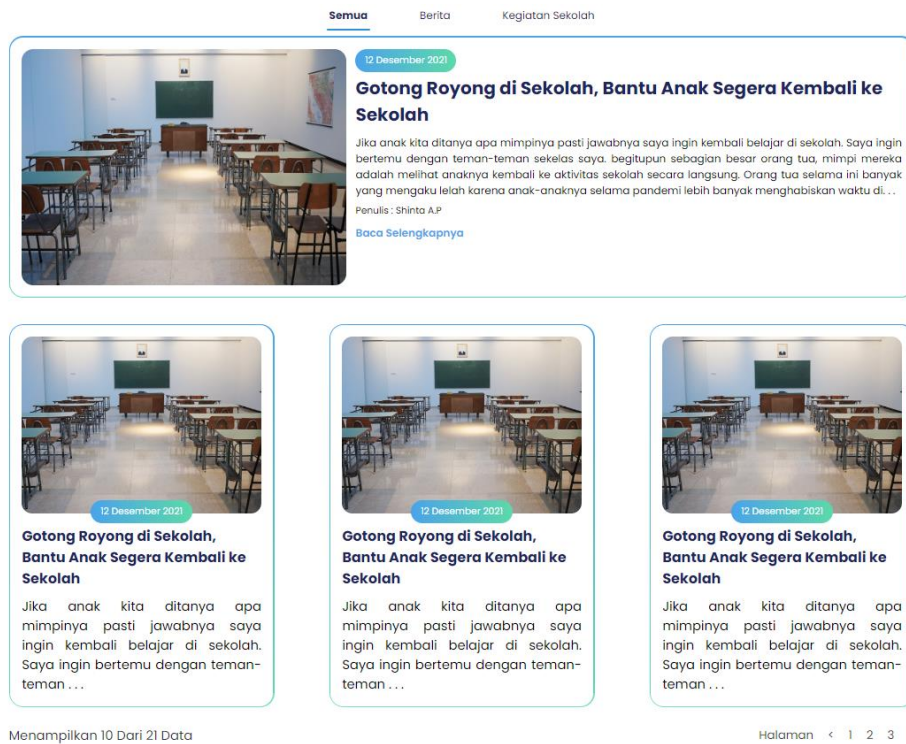 Semua Berita Kegiatan Sekolah
12 Desember 2021
Gotong Royong di Sekolah, Bantu Anak Segera Kembali ke
Sekolah
Jika anak kita ditanya apa mimpinya pasti jawabnya saya ingin kembali belajar di sekolah. Saya ingin
bertemu dengan teman-teman sekelas saya. begitupun sebagian besar orang tua, mimpi mereka
adalah melihat anaknya kembali ke aktivitas sekolah secara langsung. Orang tua selama ini banyak
yang mengaku lelah karena anak-anaknya selama pandemi lebih banyak menghabiskan waktu di. . .
Penulis : Shinta A.P
Baca Selengkapnya
12 Desember 2021
Gotong Royong di Sekolah,
Bantu Anak Segera Kembali ke
Sekolah
Jika anak kita ditanya apa
mimpinya pasti jawabnya saya
ingin kembali belajar di sekolah.
Saya ingin bertemu dengan teman-
teman . . .
12 Desember 2021
Gotong Royong di Sekolah,
Bantu Anak Segera Kembali ke
Sekolah
Jika anak kita ditanya apa
mimpinya pasti jawabnya saya
ingin kembali belajar di sekolah.
Saya ingin bertemu dengan teman-
teman . . .
12 Desember 2021
Gotong Royong di Sekolah,
Bantu Anak Segera Kembali ke
Sekolah
Jika anak kita ditanya apa
mimpinya pasti jawabnya saya
ingin kembali belajar di sekolah.
Saya ingin bertemu dengan teman-
teman . . .
Menampilkan 10 Dari 21 Data
Halaman < 1 2 3